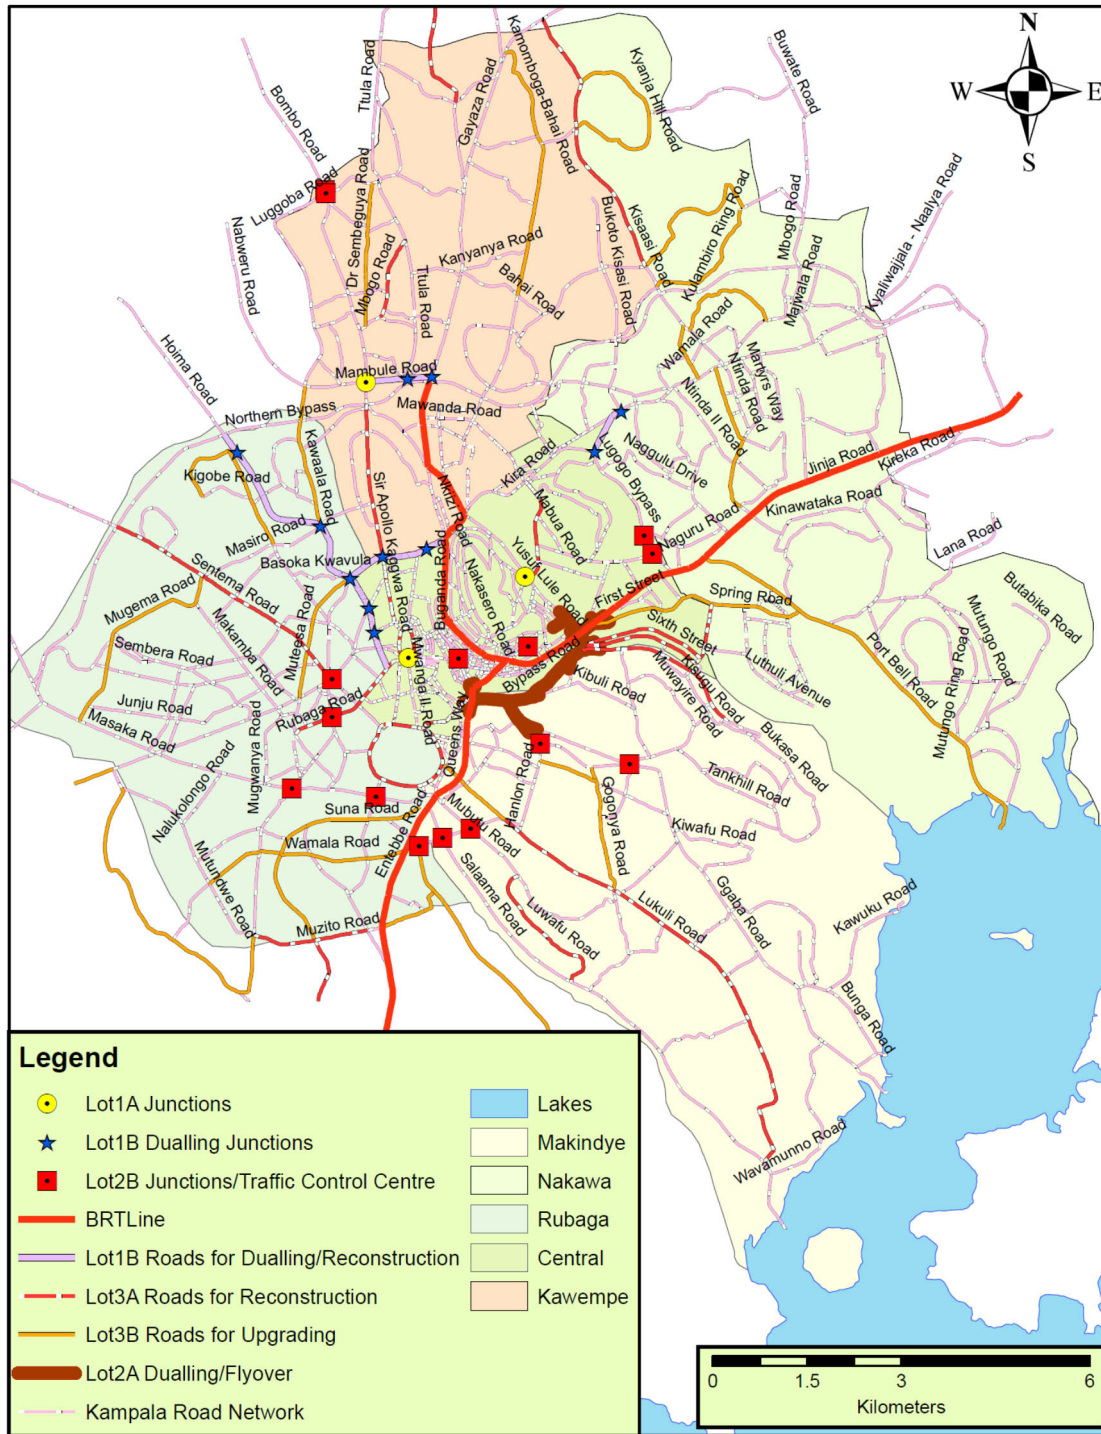 N
W
E
S
Kamomboga-Bahai Road
Ttula Road
Gayaza Road
Kyanja Hill Road
Buwate Road
Bombo Road
Luggoba Road
Nabweru Road
Dr Sembeguya Road
Mbogo Road
Ttula Road
Kanyanya Road
Bahai Road
Bukoto Kisasi Road
Kisaasi Road
Kulambiro Ring Road
Mbogo Road
Majwala Road
Kyaliwajjala - Naalya Road
Hoima Road
Mambule Road
Northern Bypass
Mawanda Road
Wamala Road
Martyrs Way
Ntinda Road
Ntinda II Road
Kigobe Road
Kawaala Road
Sir Apollo Kaggwa Road
Kira Road
Lugogo Bypass
Naggulu Drive
Jinja Road
Kireka Road
Kinawataka Road
Nkizi Road
Mabua Road
Naguru Road
Masiro Road
Sentema Road
Basoka Kwavula
Buganda Road
Nakasero Road
Yusuf Lule Road
First Street
Lana Road
Mugema Road
Makamba Road
Muteesa Road
Spring Road
Sixth Street
Butabika Road
Mutungo Road
Sembera Road
Mwanga II Road
Bypass Road
Kibuli Road
Kisugu Road
Luthuli Avenue
Port Bell Road
Mutungo Ring Road
Junju Road
Rubaga Road
Muwayire Road
Masaka Road
Mugwanya Road
Queens Way
Bukasa Road
Nalukolongo Road
Hanlon Road
Tankhill Road
Suna Road
Entebbe Road
Mubutu Road
Gogonya Road
Kiwafu Road
Wamala Road
Mutundwe Road
Salaama Road
Luwafu Road
Lukuli Road
Ggaba Road
Kawuku Road
Muzito Road
Bunga Road
Wavamunno Road
Legend
Lot1A Junctions
Lot1B Dualling Junctions
Lot2B Junctions/Traffic Control Centre
BRTLine
Lot1B Roads for Dualling/Reconstruction
Lot3A Roads for Reconstruction
Lot3B Roads for Upgrading
Lot2A Dualling/Flyover
Kampala Road Network
Lakes
Makindye
Nakawa
Rubaga
Central
Kawempe
0 1.5 3 6
Kilometers